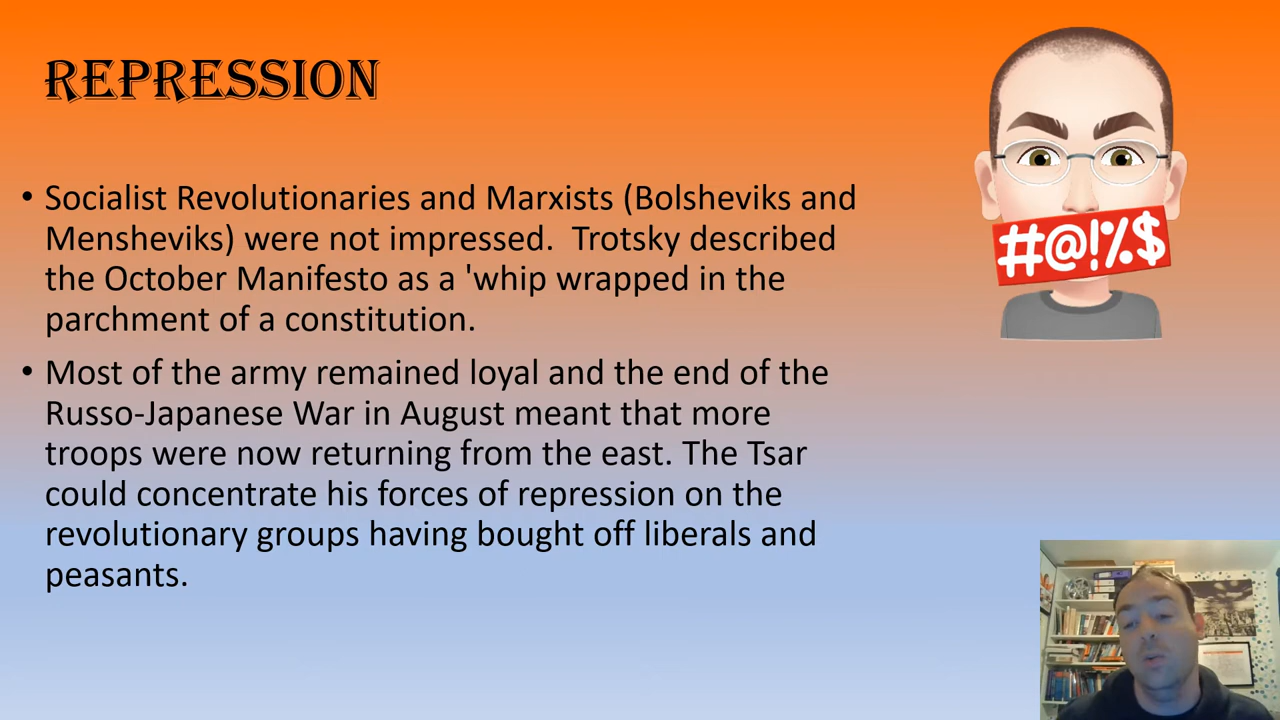 REPRESSION
#@!%$
• Socialist Revolutionaries and Marxists (Bolsheviks and
Mensheviks) were not impressed.  Trotsky described
the October Manifesto as a 'whip wrapped in the
parchment of a constitution.
• Most of the army remained loyal and the end of the
Russo-Japanese War in August meant that more
troops were now returning from the east. The Tsar
could concentrate his forces of repression on the
revolutionary groups having bought off liberals and
peasants.